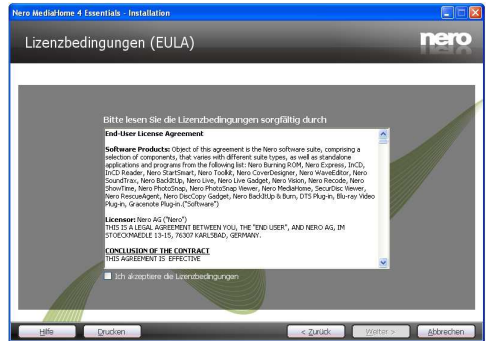 Nero MediaHome 4 Essentials - Installation
Lizenzbedingungen (EULA)
nero
Bitte lesen Sie die Lizenzbedingungen sorgfältig durch
End-User License Agreement
Software Products: Object of this agreement is the Nero software suite, comprising a
selection of components, that varies with different suite types, as well as standalone
applications and programs from the following list: Nero Burning ROM, Nero Express, InCD,
InCD Reader, Nero StartSmart, Nero Toolkit, Nero CoverDesigner, Nero WaveEditor, Nero
SoundTrax, Nero BackItUp, Nero Live, Nero Live Gadget, Nero Vision, Nero Recode, Nero
ShowTime, Nero PhotoSnap, Nero PhotoSnap Viewer, Nero MediaHome, SecurDisc Viewer,
Nero RescueAgent, Nero DiscCopy Gadget, Nero BackItUp & Burn, DTS Plug-in, Blu-ray Video
Plug-in, Gracenote Plug-in.("Software")
Licensor: Nero AG ("Nero")
THIS IS A LEGAL AGREEMENT BETWEEN YOU, THE "END USER", AND NERO AG, IM
STOECKMAEDLE 13-15, 76307 KARLSBAD, GERMANY.
CONCLUSION OF THE CONTRACT
THIS AGREEMENT IS EFFECTIVE
Ich akzeptiere die Lizenzbedingungen
Hilfe
Drucken
< Zurück
Weiter >
Abbrechen